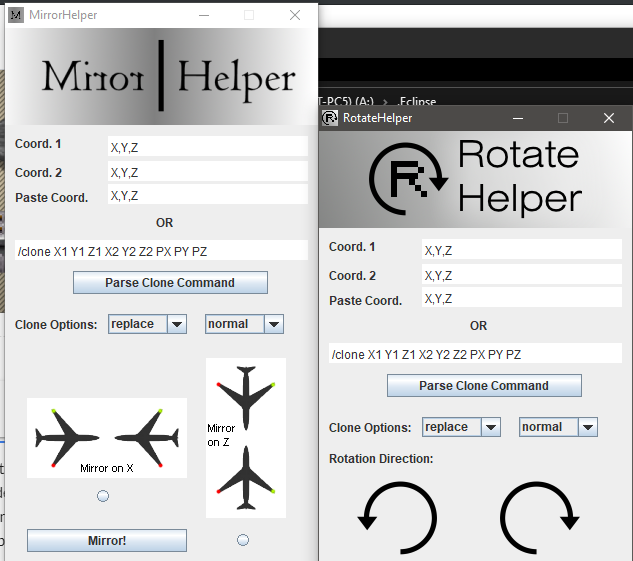 MirrorHelper
Mirror Helper
Coord. 1
X,Y,Z
Coord. 2
X,Y,Z
Paste Coord.
X,Y,Z
OR
/clone X1 Y1 Z1 X2 Y2 Z2 PX PY PZ
Parse Clone Command
Clone Options:
replace
normal
Mirror on X
Mirror
on Z
Mirror!
T-PC5) (A:) > .Eclipse
RotateHelper
R
Rotate
Helper
Coord. 1
X,Y,Z
Coord. 2
X,Y,Z
Paste Coord.
X,Y,Z
OR
/clone X1 Y1 Z1 X2 Y2 Z2 PX PY PZ
Parse Clone Command
Clone Options:
replace
normal
Rotation Direction: